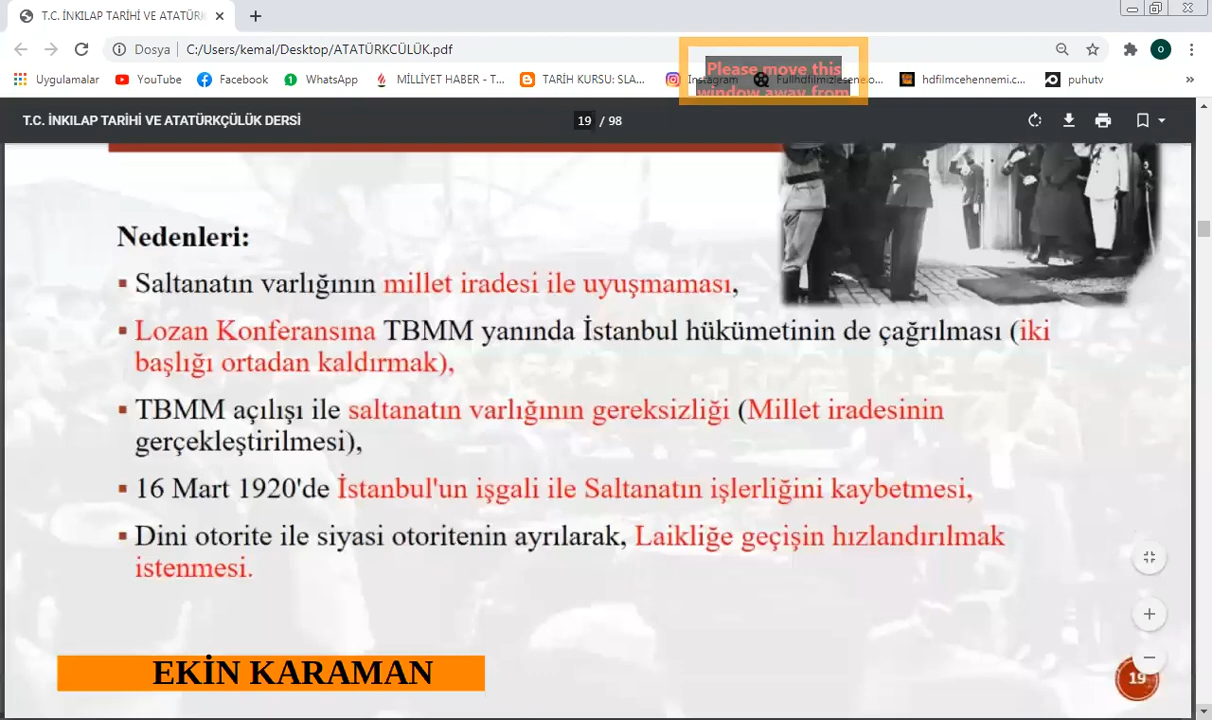 T.C. İNKILAP TARİHİ VE ATATÜRK
Dosya C:/Users/kemal/Desktop/ATATÜRKCÜLÜK.pdf
Please move this
window away from
Uygulamalar YouTube Facebook WhatsApp MİLLİYET HABER - T... TARİH KURSU: SLA... Instagram Fullhdfilmizlesene.o... hdfilmcehennemi.c... puhutv
T.C. İNKILAP TARİHİ VE ATATÜRKÇÜLÜK DERSİ 19 / 98
Nedenleri:
Saltanatın varlığının millet iradesi ile uyuşmaması,
Lozan Konferansına TBMM yanında İstanbul hükümetinin de çağrılması (iki
başlığı ortadan kaldırmak),
TBMM açılışı ile saltanatın varlığının gereksizliği (Millet iradesinin
gerçekleştirilmesi),
16 Mart 1920'de İstanbul'un işgali ile Saltanatın işlerliğini kaybetmesi,
Dini otorite ile siyasi otoritenin ayrılarak, Laikliğe geçişin hızlandırılmak
istenmesi.
EKİN KARAMAN
19